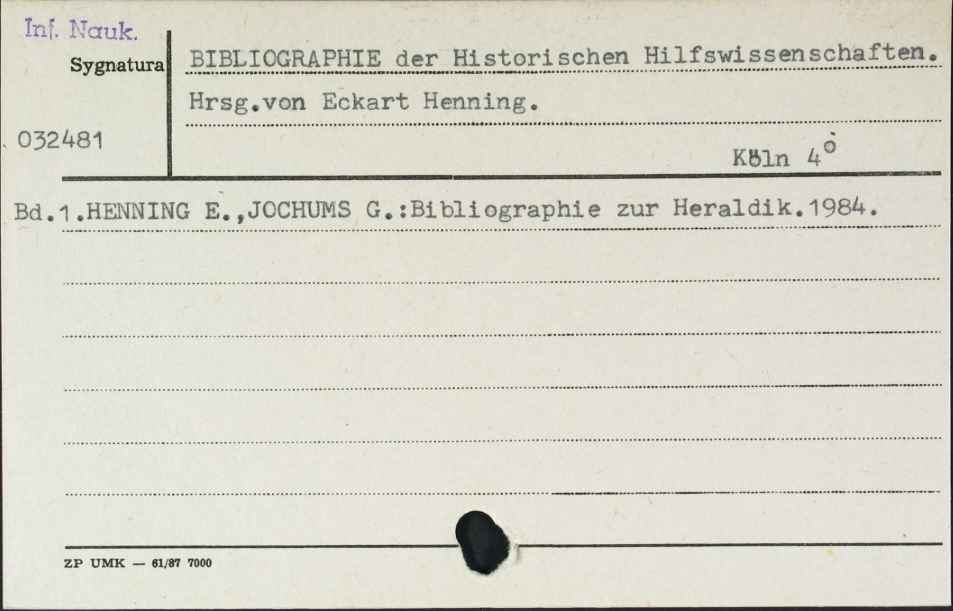 Inf. Nauk.
Sygnatura
BIBLIOGRAPHIE der Historischen Hilfswissenschaften.
Hrsg.von Eckart Henning.
032481
Köln 4°
Bd.1.HENNING E.,JOCHUMS G.:Bibliographie zur Heraldik.1984.
ZP UMK — 61/87 7000